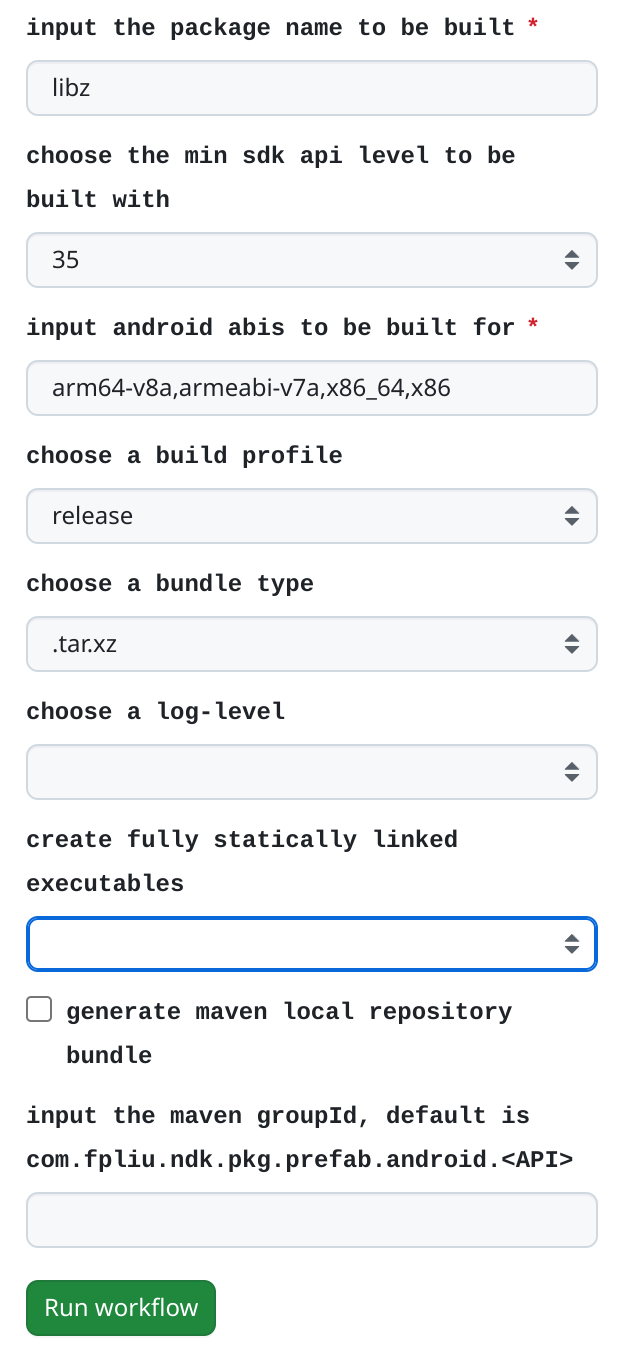 input the package name to be built *
libz
choose the min sdk api level to be
built with
35
input android abis to be built for *
arm64-v8a,armeabi-v7a,x86_64,x86
choose a build profile
release
choose a bundle type
.tar.xz
choose a log-level
create fully statically linked
executables
generate maven local repository
bundle
input the maven groupId, default is
com.fpliu.ndk.pkg.prefab.android.<API>
Run workflow